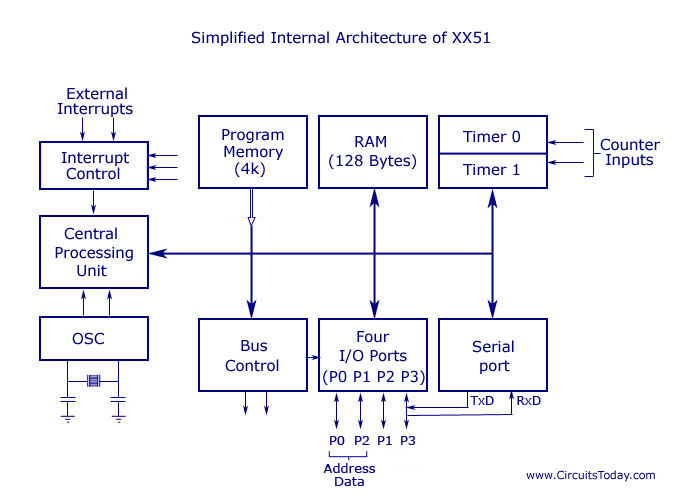 Simplified Internal Architecture of XX51
External
Interrupts
Interrupt
Control
Program
Memory
(4k)
RAM
(128 Bytes)
Timer 0
Timer 1
Counter
Inputs
Central
Processing
Unit
OSC
Bus
Control
Four
I/O Ports
(P0 P1 P2 P3)
Serial
port
TxD
RxD
P0 P2 P1 P3
Address
Data
www.CircuitsToday.com